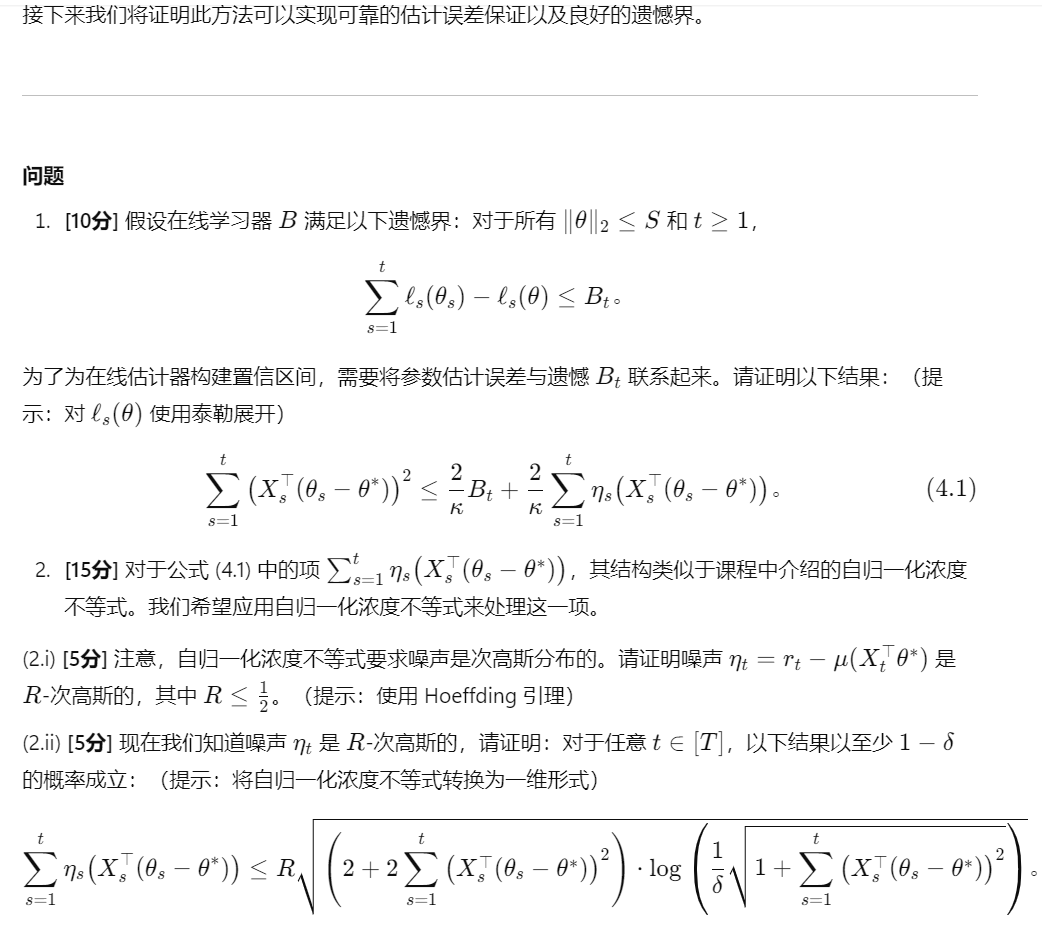 接下来我们将证明此方法可以实现可靠的估计误差保证以及良好的遗憾界。
问题
1. [10分] 假设在线学习器 $B$ 满足以下遗憾界：对于所有 $\|\theta\|_2 \leq S$ 和 $t \geq 1$，
$$\sum_{s=1}^{t} \ell_s(\theta_s) - \ell_s(\theta) \leq B_t。$$
为了为在线估计器构建置信区间，需要将参数估计误差与遗憾 $B_t$ 联系起来。请证明以下结果：（提
示：对 $\ell_s(\theta)$ 使用泰勒展开）
$$\sum_{s=1}^{t} \left(X_s^\top(\theta_s - \theta^*)\right)^2 \leq \frac{2}{\kappa} B_t + \frac{2}{\kappa} \sum_{s=1}^{t} \eta_s\left(X_s^\top(\theta_s - \theta^*)\right)。 \quad (4.1)$$
2. [15分] 对于公式 (4.1) 中的项 $\sum_{s=1}^{t} \eta_s\left(X_s^\top(\theta_s - \theta^*)\right)$，其结构类似于课程中介绍的自归一化浓度
不等式。我们希望应用自归一化浓度不等式来处理这一项。
(2.i) [5分] 注意，自归一化浓度不等式要求噪声是次高斯分布的。请证明噪声 $\eta_t = r_t - \mu(X_t^\top \theta^*)$ 是
$R$-次高斯的，其中 $R \leq \frac{1}{2}$。（提示：使用 Hoeffding 引理）
(2.ii) [5分] 现在我们知道噪声 $\eta_t$ 是 $R$-次高斯的，请证明：对于任意 $t \in [T]$，以下结果以至少 $1 - \delta$
的概率成立：（提示：将自归一化浓度不等式转换为一维形式）
$$\sum_{s=1}^{t} \eta_s\left(X_s^\top(\theta_s - \theta^*)\right) \leq R\sqrt{\left(2 + 2\sum_{s=1}^{t} \left(X_s^\top(\theta_s - \theta^*)\right)^2\right) \cdot \log\left(\frac{1}{\delta}\sqrt{1 + \sum_{s=1}^{t} \left(X_s^\top(\theta_s - \theta^*)\right)^2}\right)}。$$